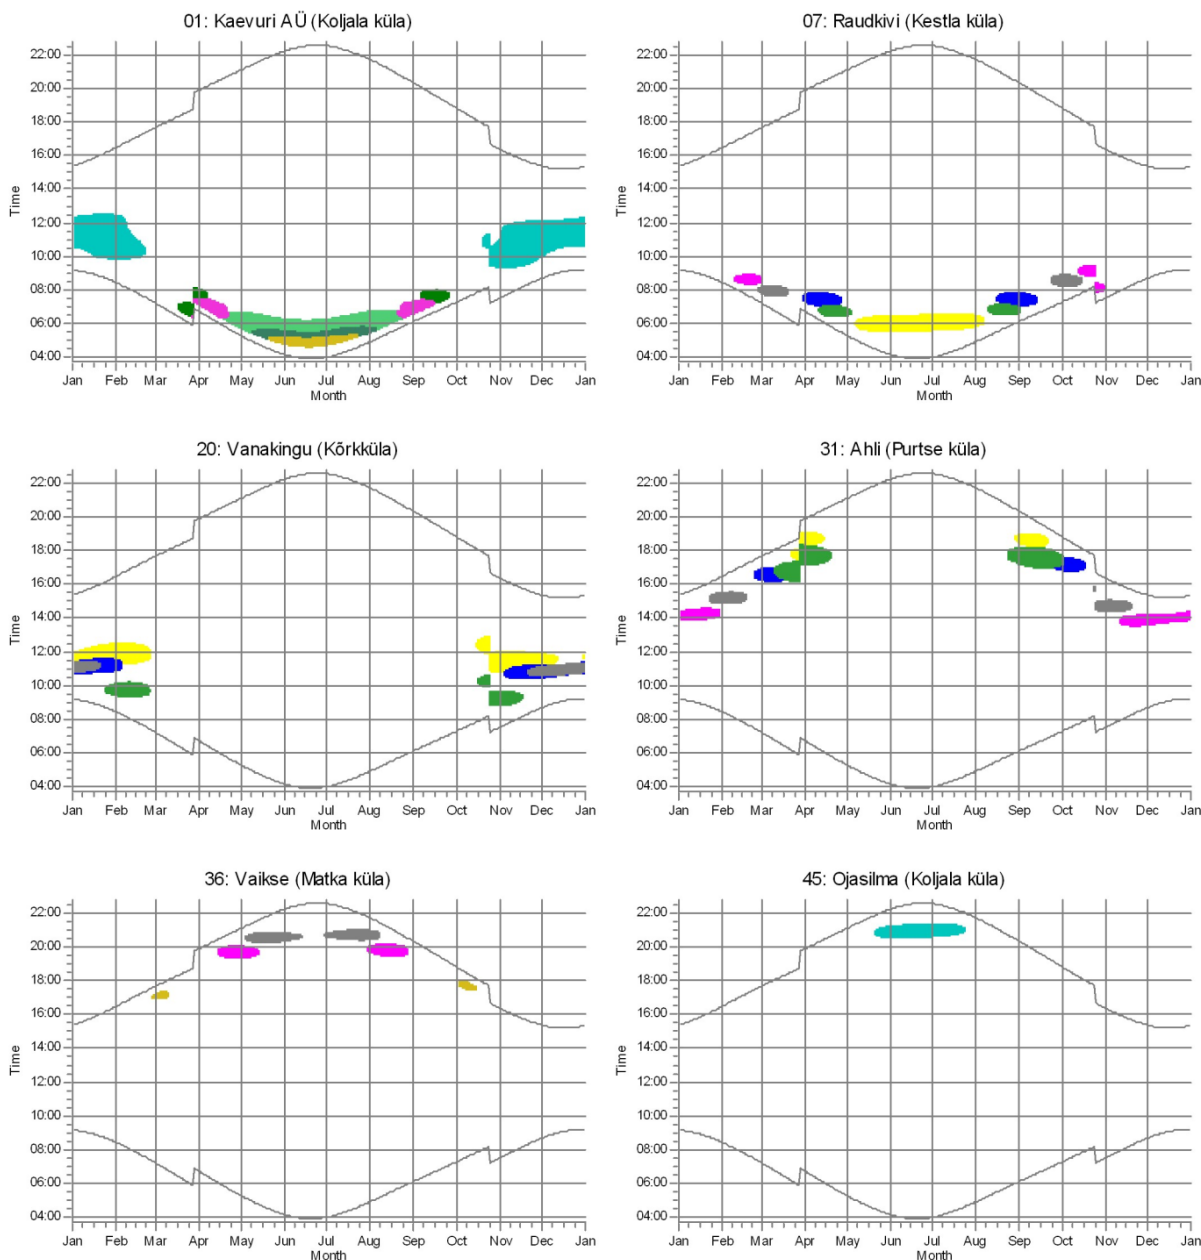 01: Kaevuri AÜ (Koljala küla)
22:00
20:00
18:00
16:00
14:00
12:00
10:00
08:00
06:00
04:00
Time
Jan Feb Mar Apr May Jun Jul Aug Sep Oct Nov Dec Jan
Month
07: Raudkivi (Kestla küla)
22:00
20:00
18:00
16:00
14:00
12:00
10:00
08:00
06:00
04:00
Time
Jan Feb Mar Apr May Jun Jul Aug Sep Oct Nov Dec Jan
Month
20: Vanakingu (Kõrkküla)
22:00
20:00
18:00
16:00
14:00
12:00
10:00
08:00
06:00
04:00
Time
Jan Feb Mar Apr May Jun Jul Aug Sep Oct Nov Dec Jan
Month
31: Ahli (Purtse küla)
22:00
20:00
18:00
16:00
14:00
12:00
10:00
08:00
06:00
04:00
Time
Jan Feb Mar Apr May Jun Jul Aug Sep Oct Nov Dec Jan
Month
36: Vaikse (Matka küla)
22:00
20:00
18:00
16:00
14:00
12:00
10:00
08:00
06:00
04:00
Time
Jan Feb Mar Apr May Jun Jul Aug Sep Oct Nov Dec Jan
Month
45: Ojasilma (Koljala küla)
22:00
20:00
18:00
16:00
14:00
12:00
10:00
08:00
06:00
04:00
Time
Jan Feb Mar Apr May Jun Jul Aug Sep Oct Nov Dec Jan
Month